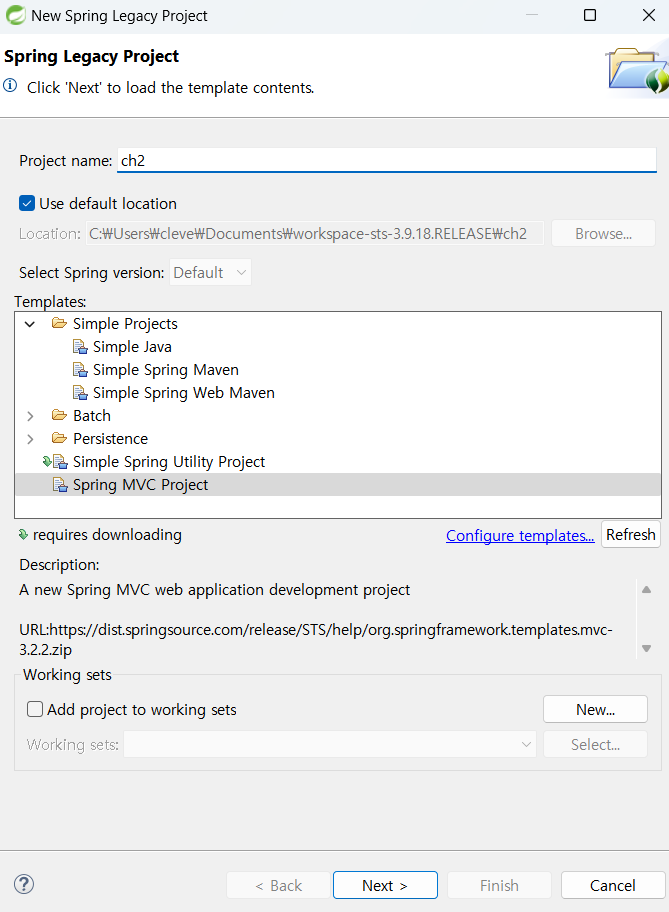 New Spring Legacy Project
Spring Legacy Project
Click 'Next' to load the template contents.
Project name: ch2
Use default location
Location: C:₩Users₩cleve₩Documents₩workspace-sts-3.9.18.RELEASE₩ch2 Browse...
Select Spring version: Default
Templates:
Simple Projects
Simple Java
Simple Spring Maven
Simple Spring Web Maven
Batch
Persistence
Simple Spring Utility Project
Spring MVC Project
requires downloading Configure templates... Refresh
Description:
A new Spring MVC web application development project
URL:https://dist.springsource.com/release/STS/help/org.springframework.templates.mvc-
3.2.2.zip
Working sets
Add project to working sets New...
Working sets: Select...
? < Back Next > Finish Cancel